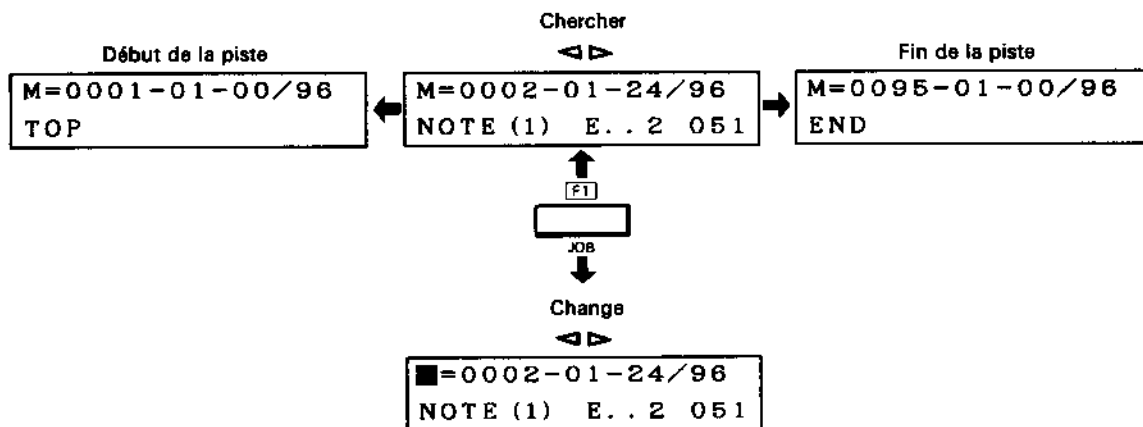 Chercher
◁ ▷
Début de la piste
Fin de la piste
M=0001-01-00/96
TOP
M=0002-01-24/96
NOTE (1) E..2 051
M=0095-01-00/96
END
F1
JOB
Change
◁ ▷
■=0002-01-24/96
NOTE (1) E..2 051